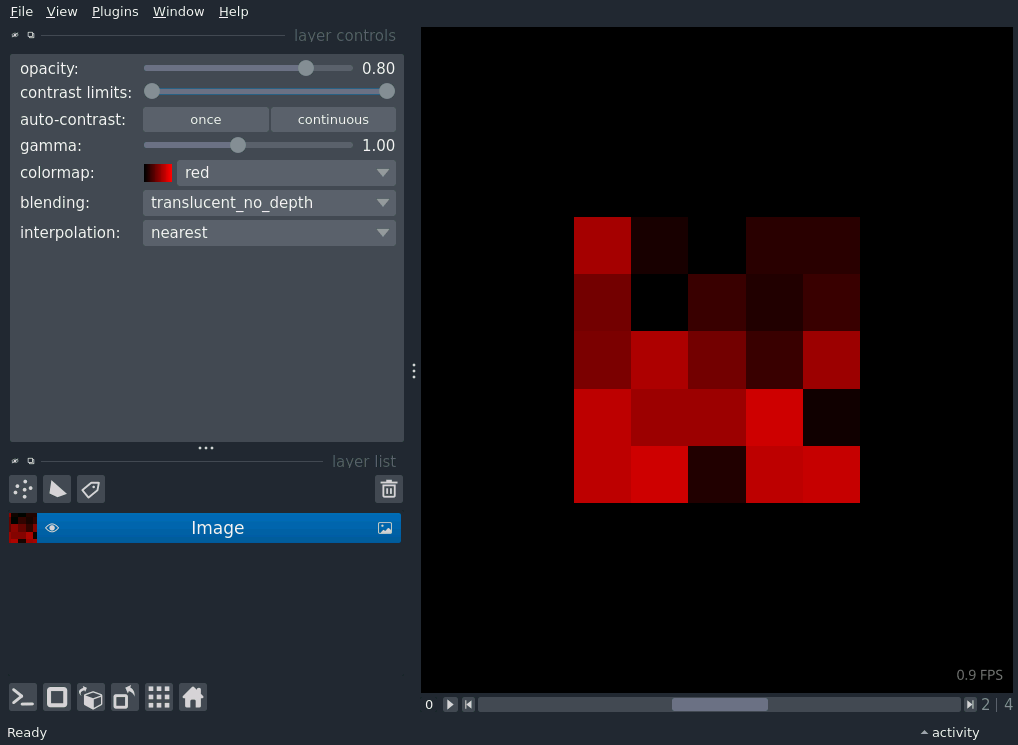 File View Plugins Window Help
layer controls
opacity: 0.80
contrast limits:
auto-contrast: once continuous
gamma: 1.00
colormap: red
blending: translucent_no_depth
interpolation: nearest
layer list
Image
0.9 FPS
0 2 | 4
Ready activity